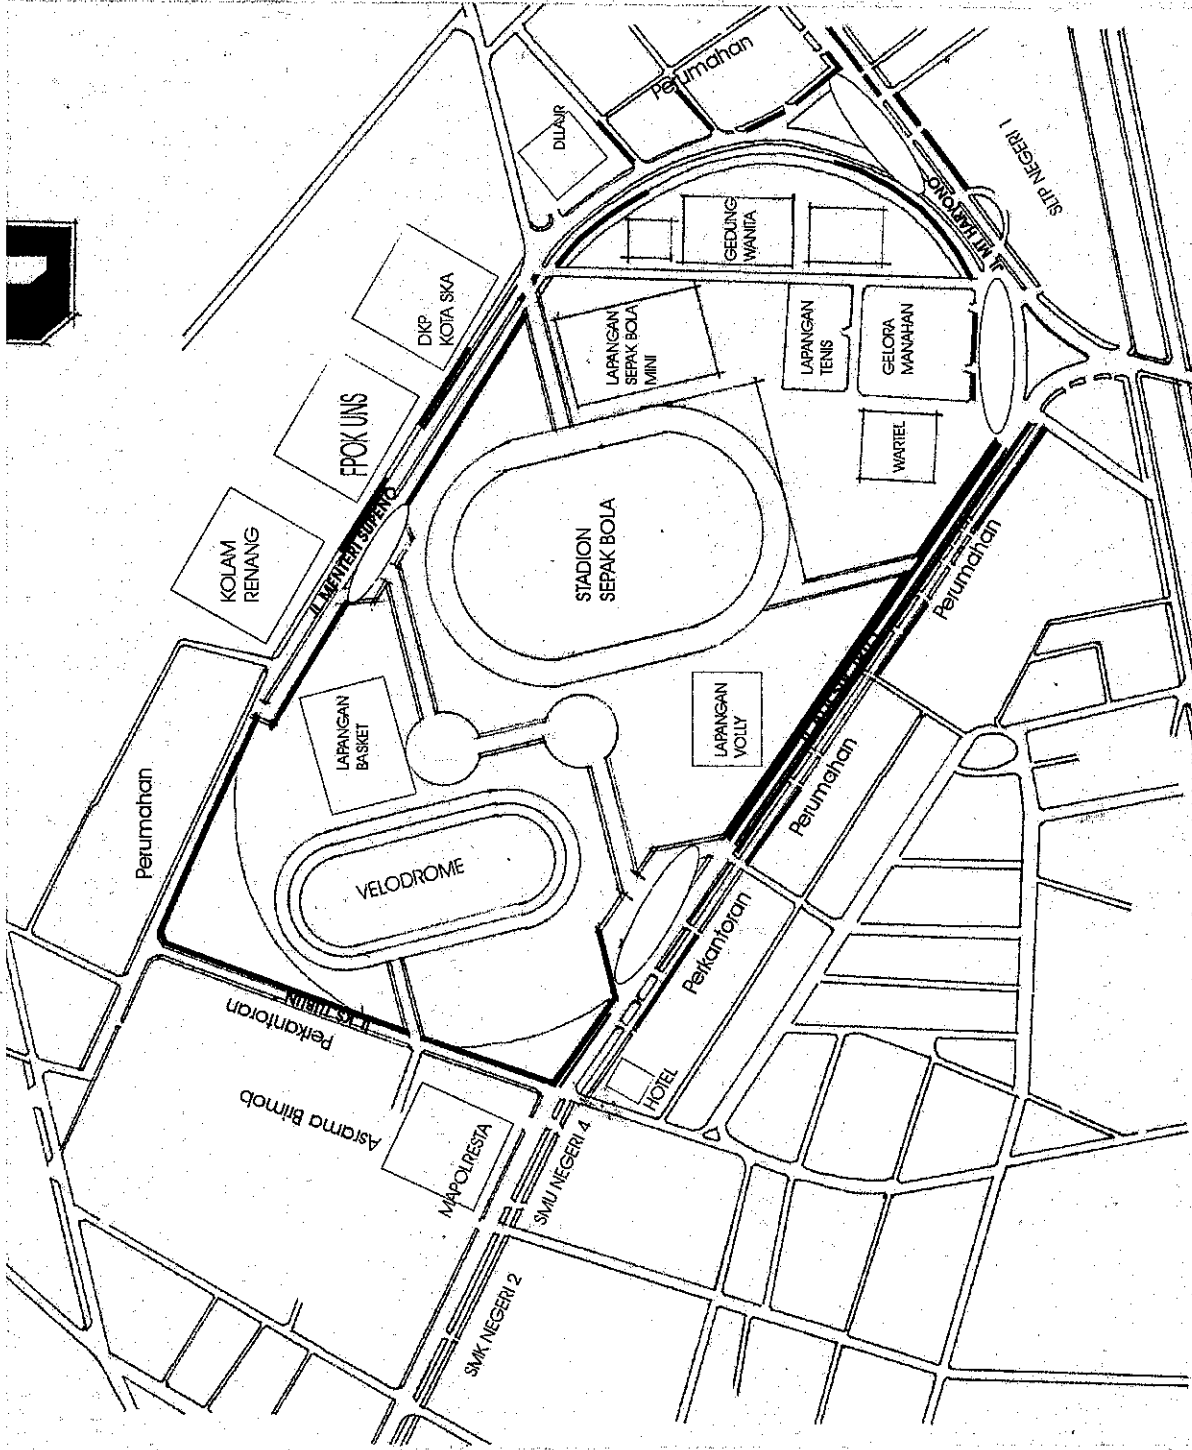 Perumahan
DLLAJR
SLTP NEGERI 1
JL MT HARYONO
GEDUNG
WANITA
DKP
KOTA SKA
LAPANGAN
SEPAK BOLA
MINI
LAPANGAN
TENIS
GELORA
MANAHAN
FPOK UNS
WARTEL
JL MENTERI SUPENO
KOLAM
RENANG
STADION
SEPAK BOLA
Perumahan
LAPANGAN
BASKET
LAPANGAN
VOLLY
Perumahan
Perumahan
VELODROME
Perkantoran
JL KS TUBUN
Perkantoran
Asrama Brimob
HOTEL
MAPOLRESTA
SMU NEGERI 4
SMK NEGERI 2